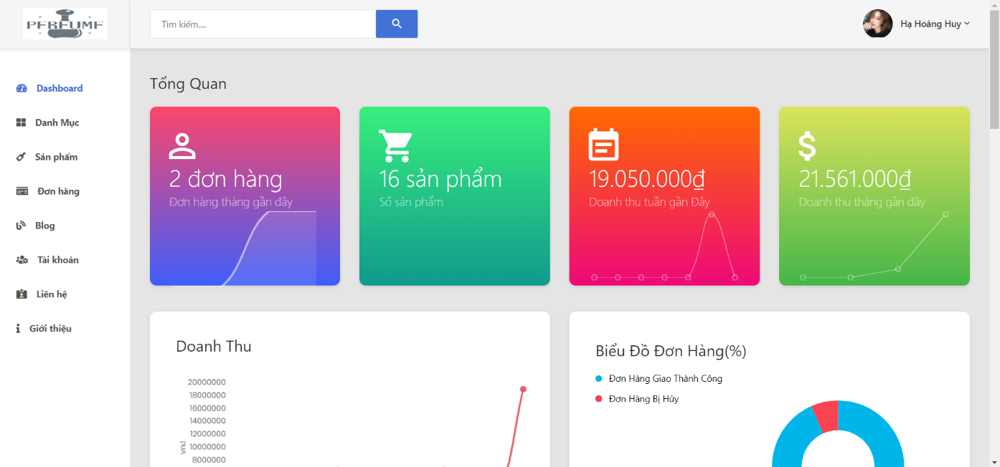 PERFUME
Tìm kiếm....
Hạ Hoàng Huy
Dashboard
Danh Mục
Sản phẩm
Đơn hàng
Blog
Tài khoản
Liên hệ
Giới thiệu
Tổng Quan
2 đơn hàng
Đơn hàng tháng gần đây
16 sản phẩm
Số sản phẩm
19.050.000₫
Doanh thu tuần gần Đây
21.561.000₫
Doanh thu tháng gần đây
Doanh Thu
20000000
18000000
16000000
14000000
12000000
10000000
8000000
vnd
Biểu Đồ Đơn Hàng(%)
Đơn Hàng Giao Thành Công
Đơn Hàng Bị Hủy